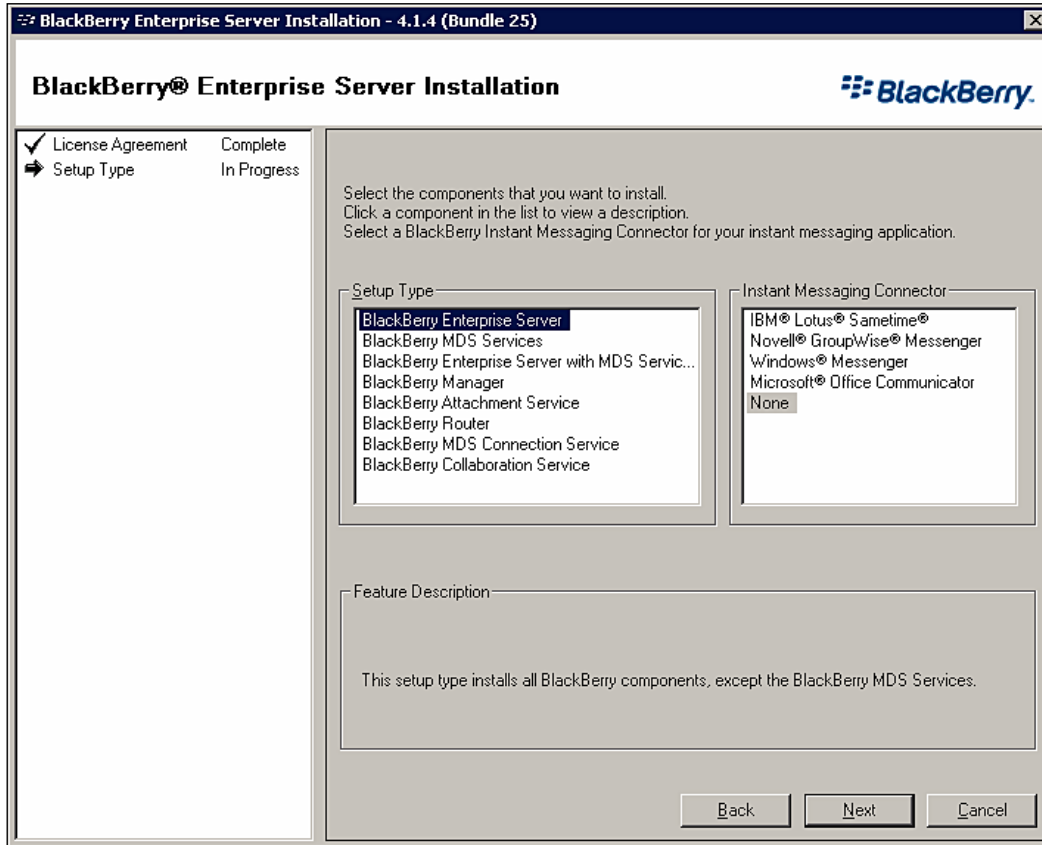 BlackBerry Enterprise Server Installation - 4.1.4 (Bundle 25)
BlackBerry® Enterprise Server Installation
BlackBerry.
License Agreement Complete
Setup Type In Progress
Select the components that you want to install.
Click a component in the list to view a description.
Select a BlackBerry Instant Messaging Connector for your instant messaging application.
Setup Type
BlackBerry Enterprise Server
BlackBerry MDS Services
BlackBerry Enterprise Server with MDS Servic...
BlackBerry Manager
BlackBerry Attachment Service
BlackBerry Router
BlackBerry MDS Connection Service
BlackBerry Collaboration Service
Instant Messaging Connector
IBM® Lotus® Sametime®
Novell® GroupWise® Messenger
Windows® Messenger
Microsoft® Office Communicator
None
Feature Description
This setup type installs all BlackBerry components, except the BlackBerry MDS Services.
Back Next Cancel